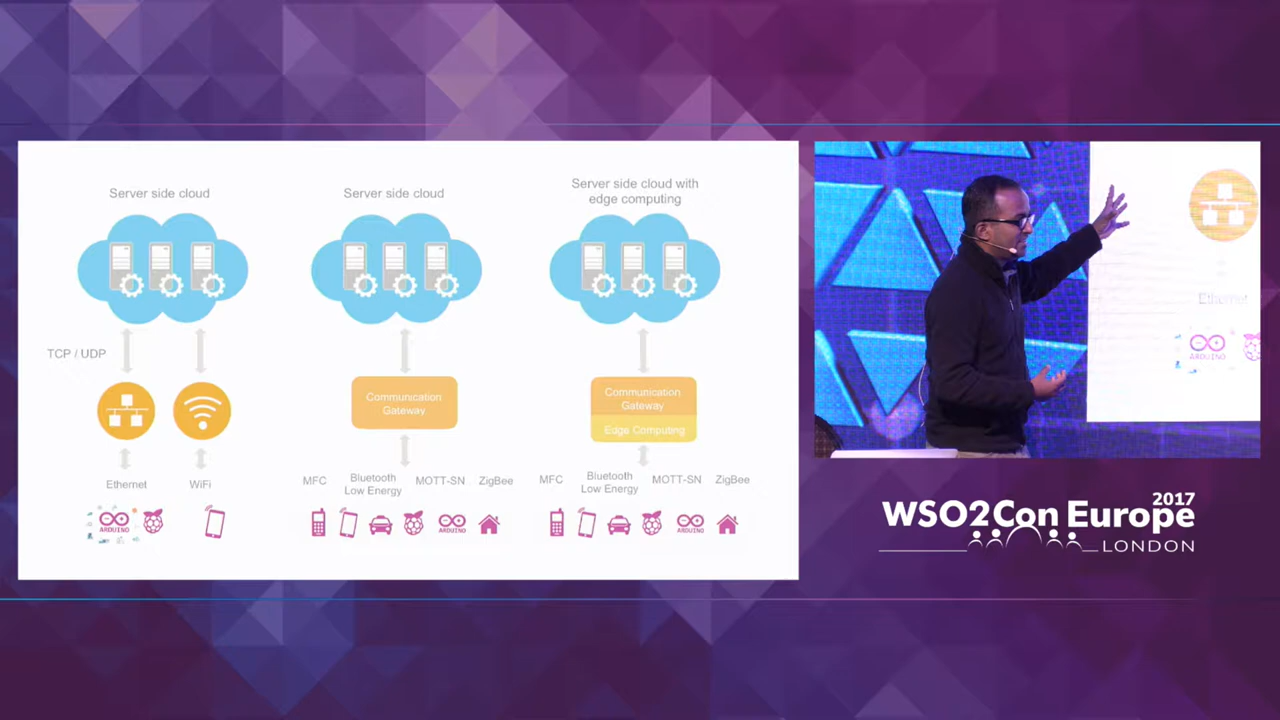 Server side cloud
TCP / UDP
Ethernet
WiFi
ARDUINO
Server side cloud
Communication
Gateway
MFC
Bluetooth
Low Energy
MOTT-SN
ZigBee
ARDUINO
Server side cloud with
edge computing
Communication
Gateway
Edge Computing
MFC
Bluetooth
Low Energy
MOTT-SN
ZigBee
ARDUINO
Ethernet
ARDUINO
2017
WSO2Con Europe
LONDON